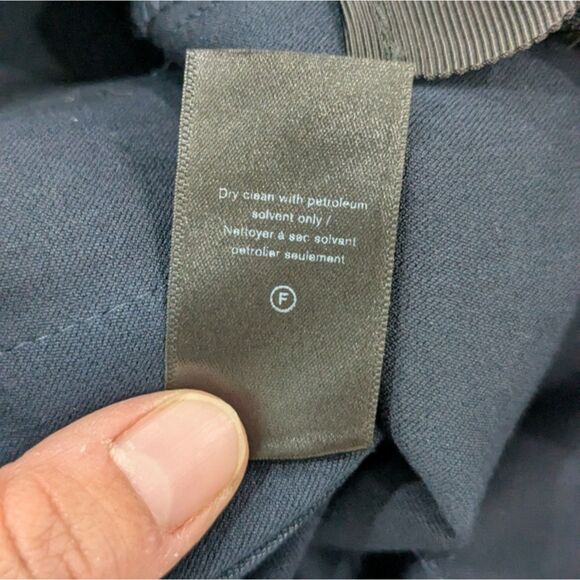 Dry clean with petroleum
solvent only /
Nettoyer à sec solvant
petrolier seulement
F